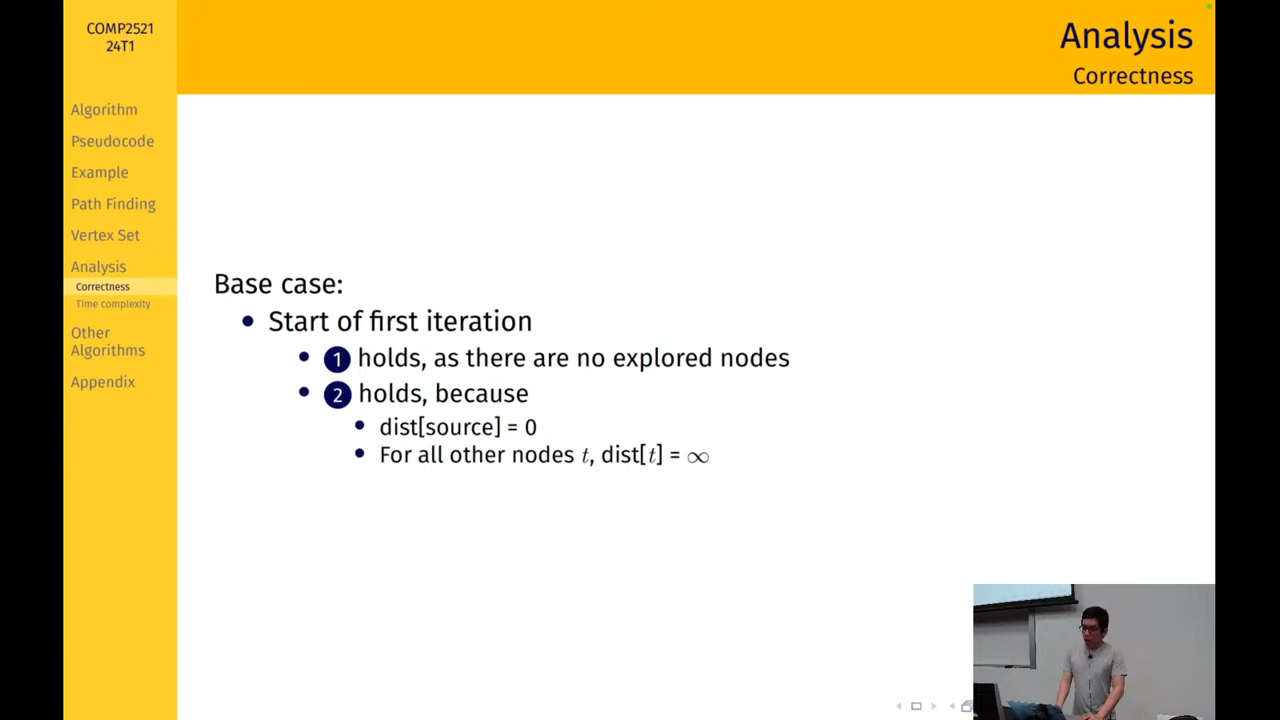 COMP2521
24T1
Analysis
Correctness
Algorithm
Pseudocode
Example
Path Finding
Vertex Set
Analysis
Correctness
Time complexity
Other
Algorithms
Appendix
Base case:
• Start of first iteration
• 1 holds, as there are no explored nodes
• 2 holds, because
• dist[source] = 0
• For all other nodes t, dist[t] = ∞